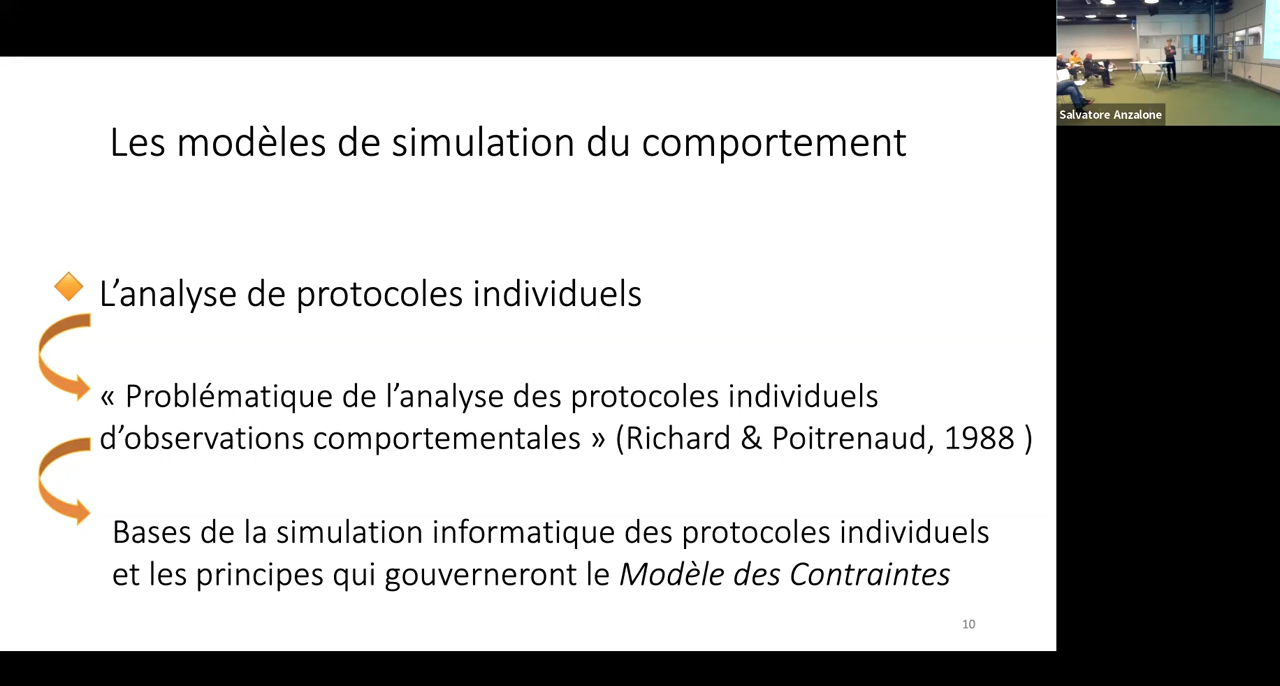 Les modèles de simulation du comportement
L’analyse de protocoles individuels
« Problématique de l’analyse des protocoles individuels
d’observations comportementales » (Richard & Poitrenaud, 1988 )
Bases de la simulation informatique des protocoles individuels
et les principes qui gouverneront le Modèle des Contraintes
10
Salvatore Anzalone